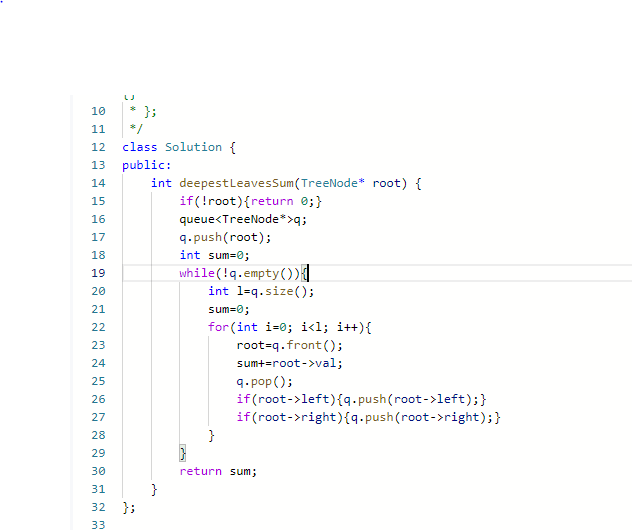 10 * };
11 */
12 class Solution {
13 public:
14 int deepestLeavesSum(TreeNode* root) {
15 if(!root){return 0;}
16 queue<TreeNode*>q;
17 q.push(root);
18 int sum=0;
19 while(!q.empty()){
20 int l=q.size();
21 sum=0;
22 for(int i=0; i<l; i++){
23 root=q.front();
24 sum+=root->val;
25 q.pop();
26 if(root->left){q.push(root->left);}
27 if(root->right){q.push(root->right);}
28 }
29 }
30 return sum;
31 }
32 };
33